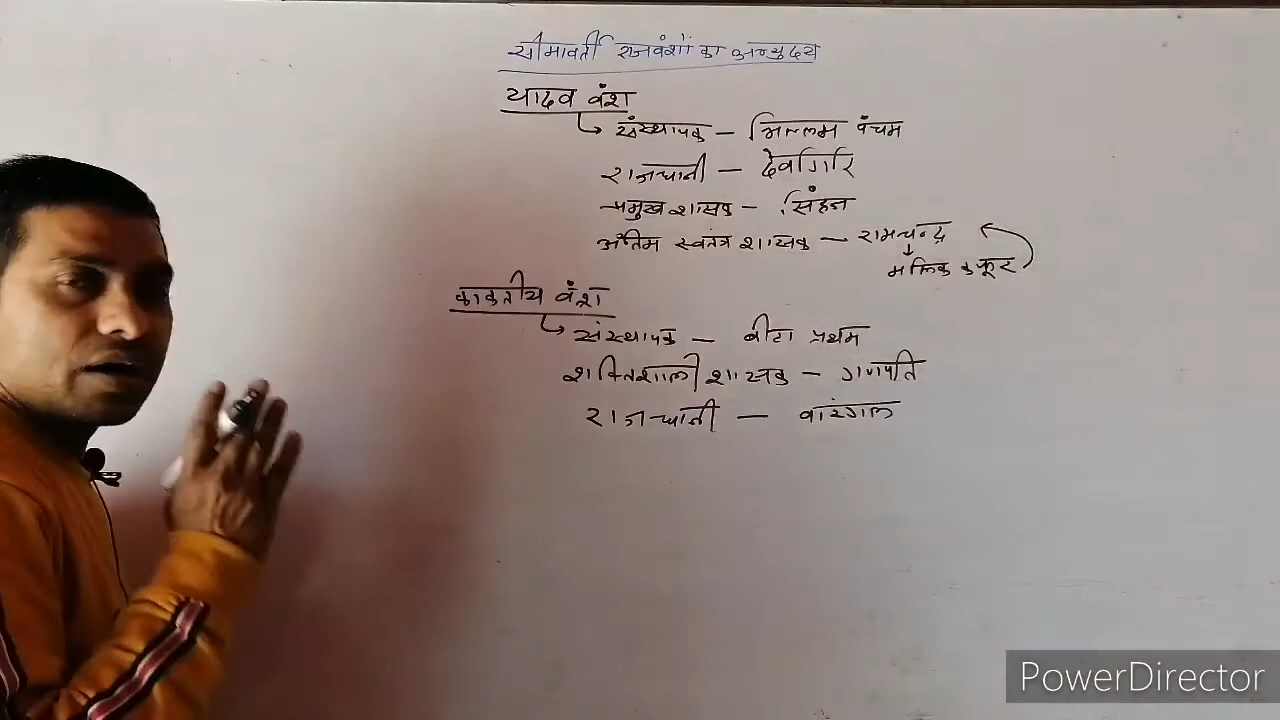 सीमावर्ती राजवंशों का अभ्युदय
यादव वंश
संस्थापक – भिल्लम पंचम
राजधानी – देवगिरि
प्रमुख शासक – सिंहन
अंतिम स्वतंत्र शासक – रामचन्द्र
मलिक काफूर
काकतीय वंश
संस्थापक – बीटा प्रथम
शक्तिशाली शासक – गणपति
राजधानी – वारंगल
PowerDirector